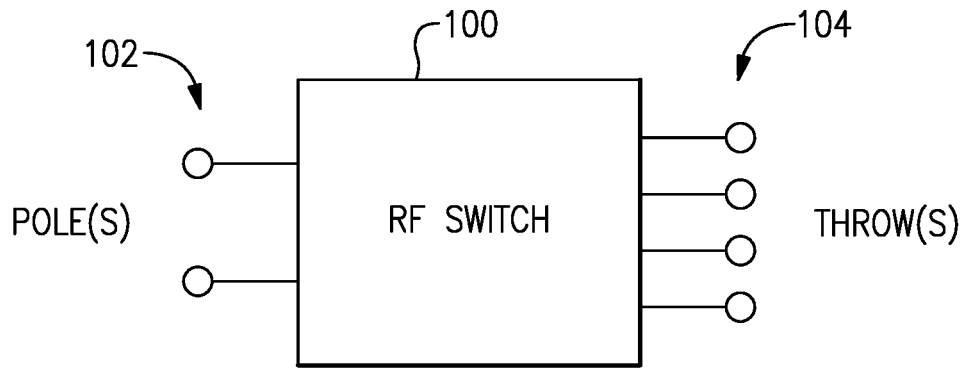 100
102
104
POLE(S)
RF SWITCH
THROW(S)